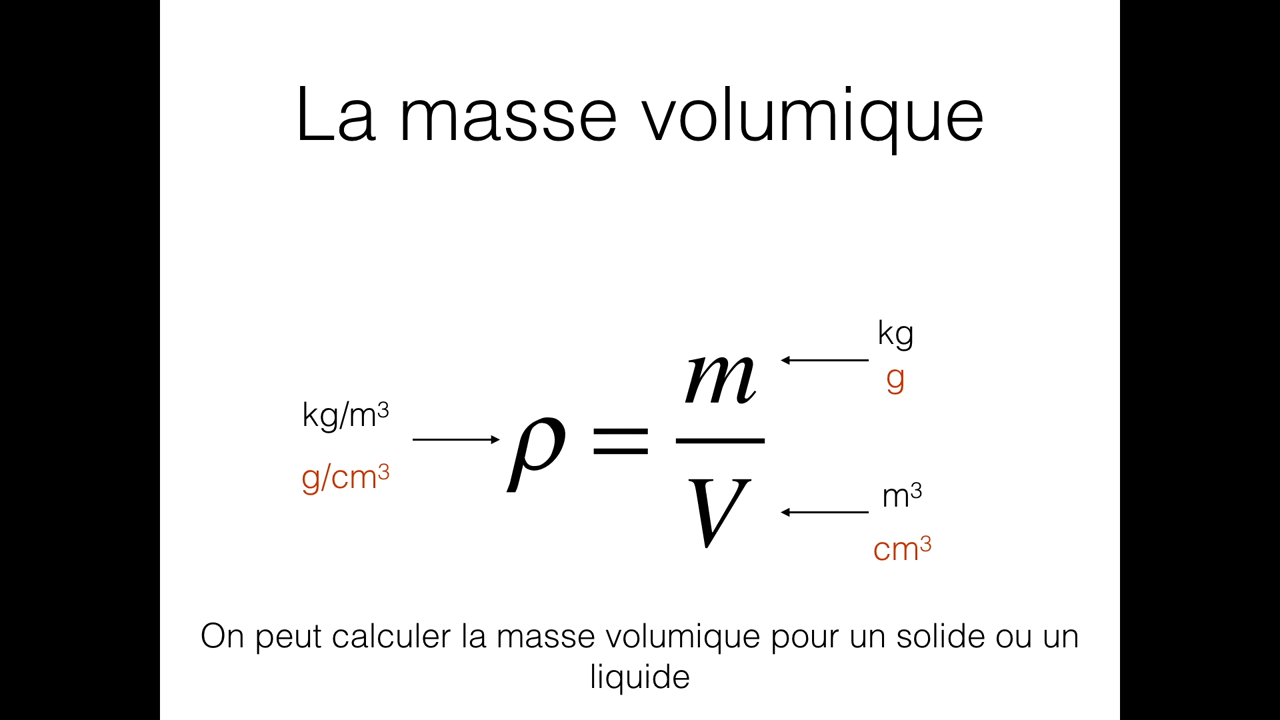 La masse volumique
kg
m
g
kg/m³
ρ =
g/cm³
V
m³
cm³
On peut calculer la masse volumique pour un solide ou un
liquide